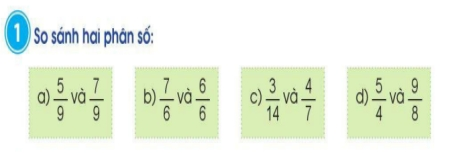 1 So sánh hai phân số:
a) 5/9 và 7/9 b) 7/6 và 6/6 c) 3/14 và 4/7 d) 5/4 và 9/8